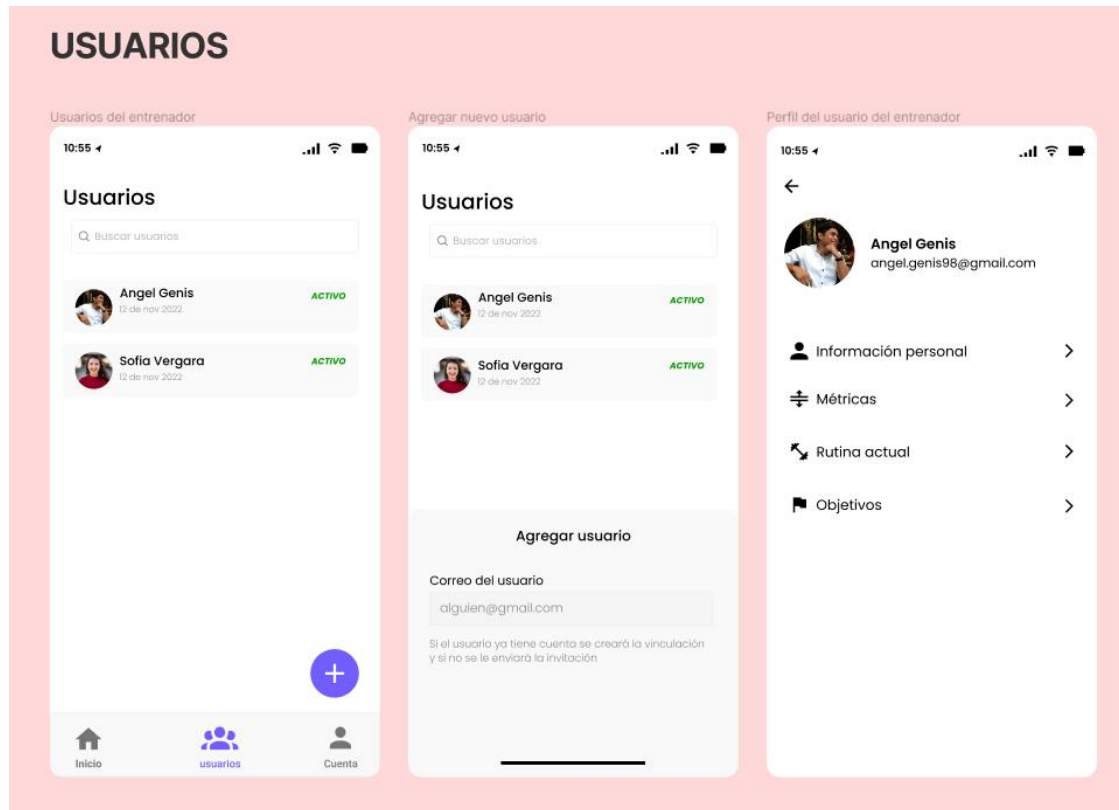 USUARIOS
Usuarios del entrenador
10:55
Usuarios
Buscar usuarios
Angel Genis
ACTIVO
12 de nov 2022
Sofia Vergara
ACTIVO
12 de nov 2022
Inicio
usuarios
Cuenta
Agregar nuevo usuario
10:55
Usuarios
Buscar usuarios
Angel Genis
ACTIVO
12 de nov 2022
Sofia Vergara
ACTIVO
12 de nov 2022
Agregar usuario
Correo del usuario
alguien@gmail.com
Si el usuario ya tiene cuenta se creará la vinculación
y si no se le enviará la invitación
Perfil del usuario del entrenador
10:55
Angel Genis
angel.genis98@gmail.com
Información personal
Métricas
Rutina actual
Objetivos